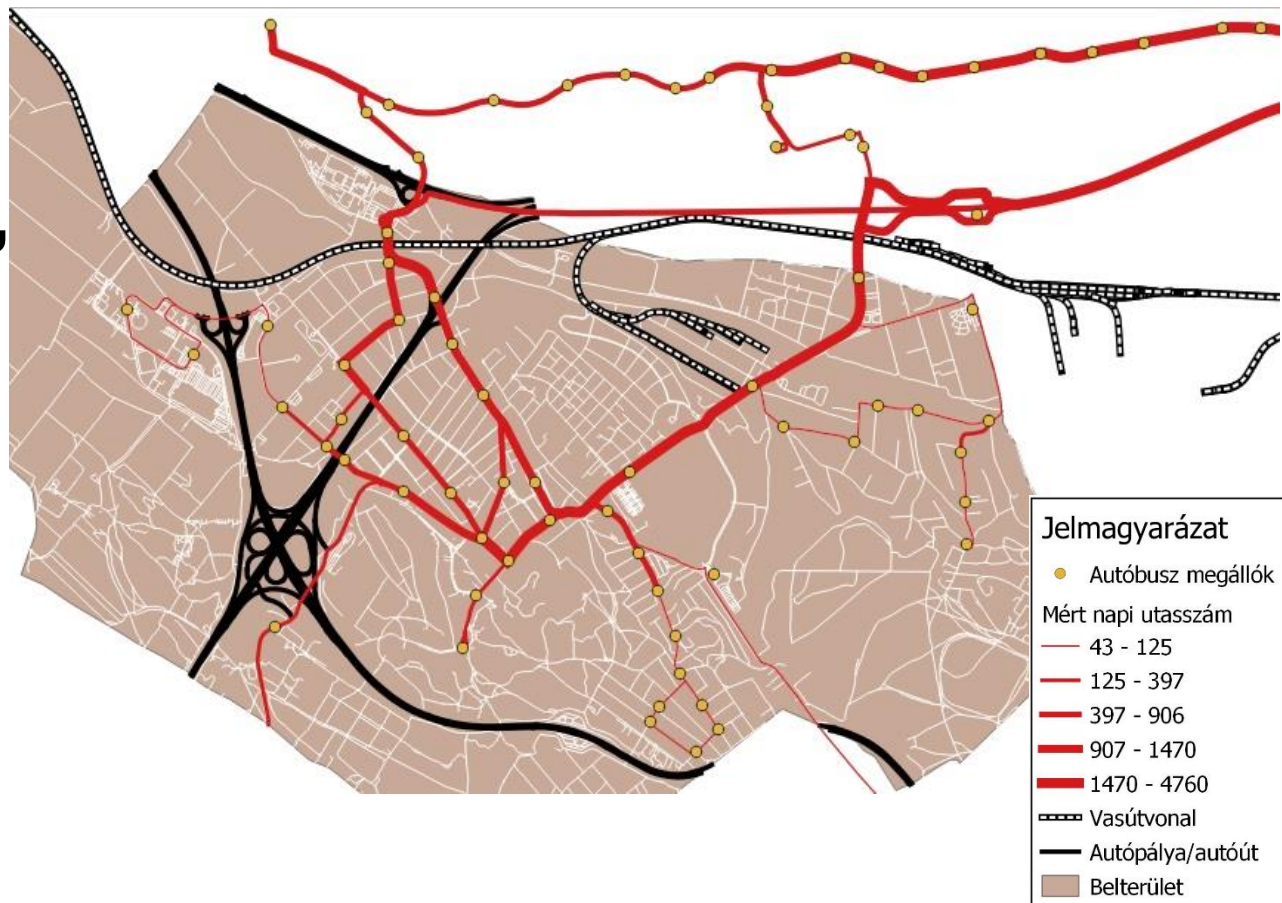 Jelmagyarázat
Autóbusz megállók
Mért napi utasszám
43 - 125
125 - 397
397 - 906
907 - 1470
1470 - 4760
Vasútvonal
Autópálya/autóút
Belterület